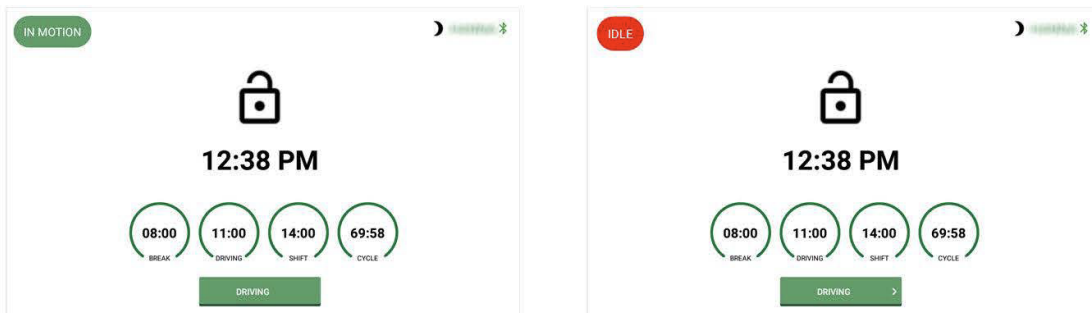 IN MOTION
12:38 PM
08:00 11:00 14:00 69:58
BREAK DRIVING SHIFT CYCLE
DRIVING
IDLE
12:38 PM
08:00 11:00 14:00 69:58
BREAK DRIVING SHIFT CYCLE
DRIVING >